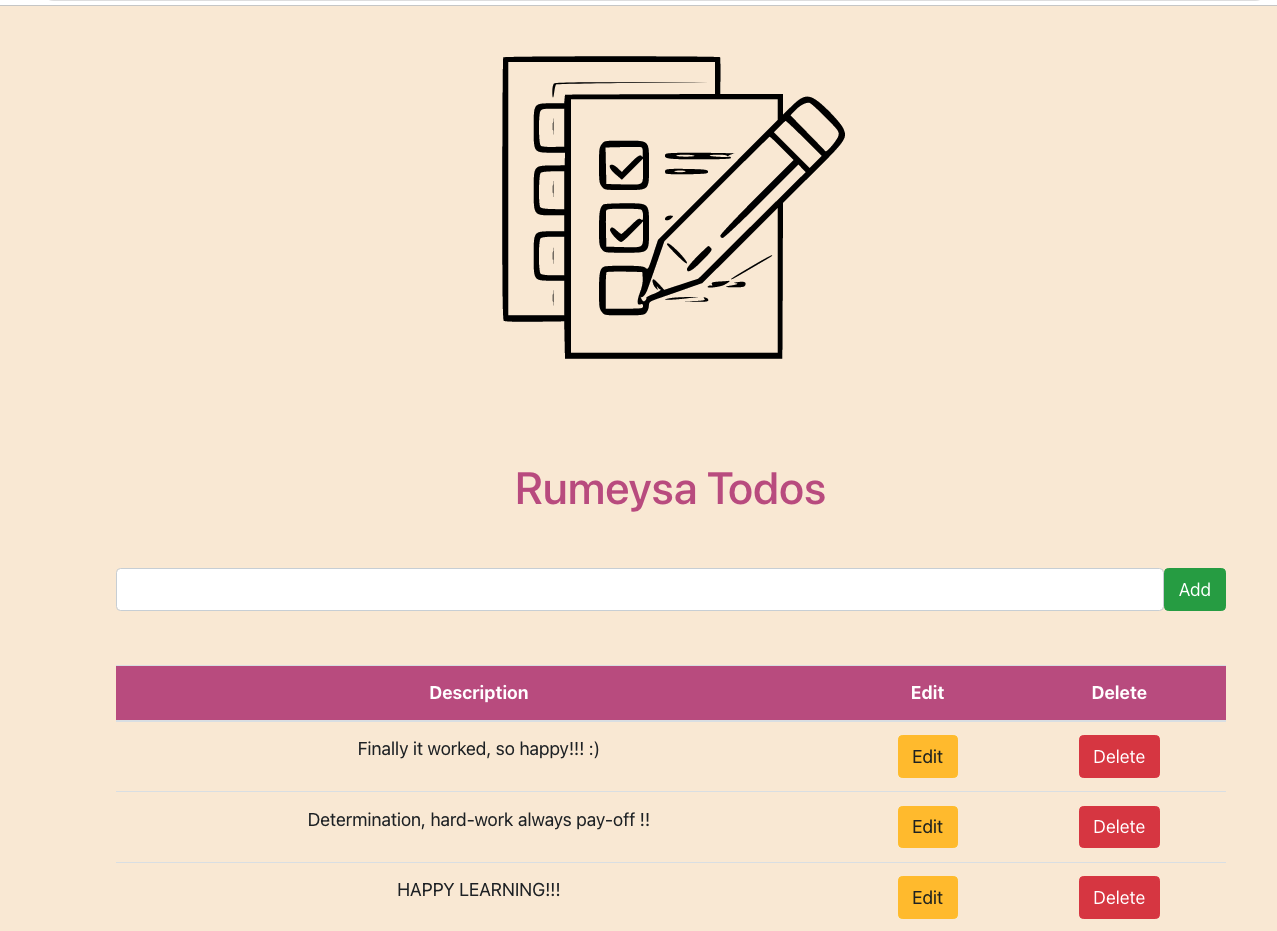 Rumeysa Todos
Add
Description Edit Delete
Finally it worked, so happy!!! :) Edit Delete
Determination, hard-work always pay-off !! Edit Delete
HAPPY LEARNING!!! Edit Delete